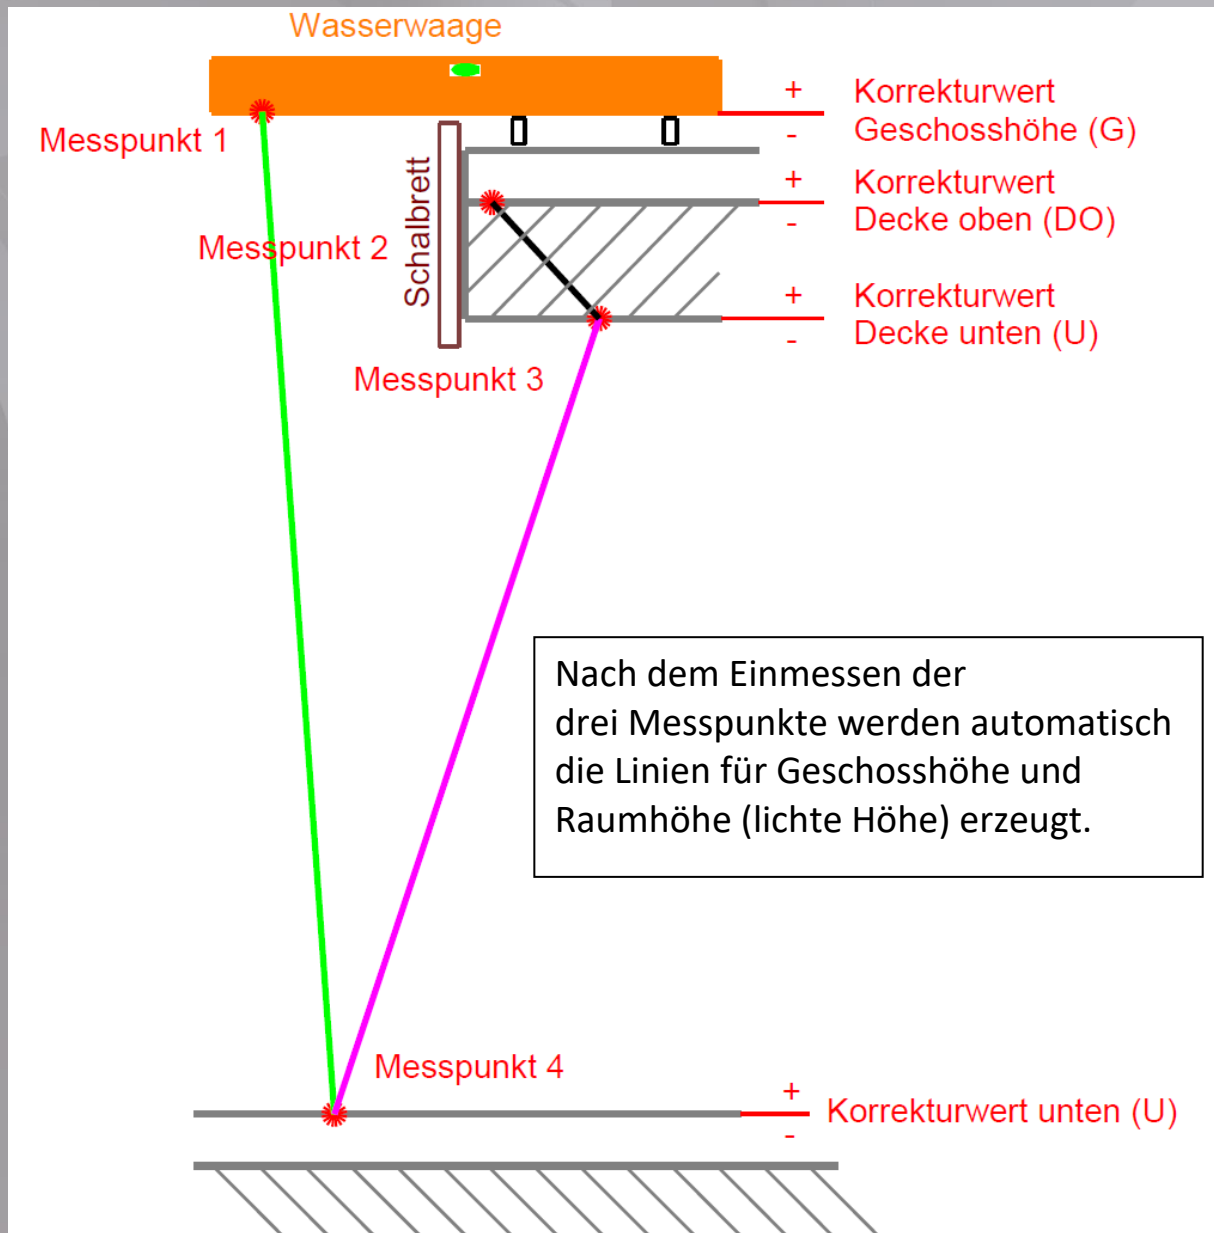 Wasserwaage
Messpunkt 1
+
-
Korrekturwert
Geschosshöhe (G)
Schalbrett
Messpunkt 2
+
-
Korrekturwert
Decke oben (DO)
+
-
Korrekturwert
Decke unten (U)
Messpunkt 3
Nach dem Einmessen der
drei Messpunkte werden automatisch
die Linien für Geschosshöhe und
Raumhöhe (lichte Höhe) erzeugt.
Messpunkt 4
+
-
Korrekturwert unten (U)